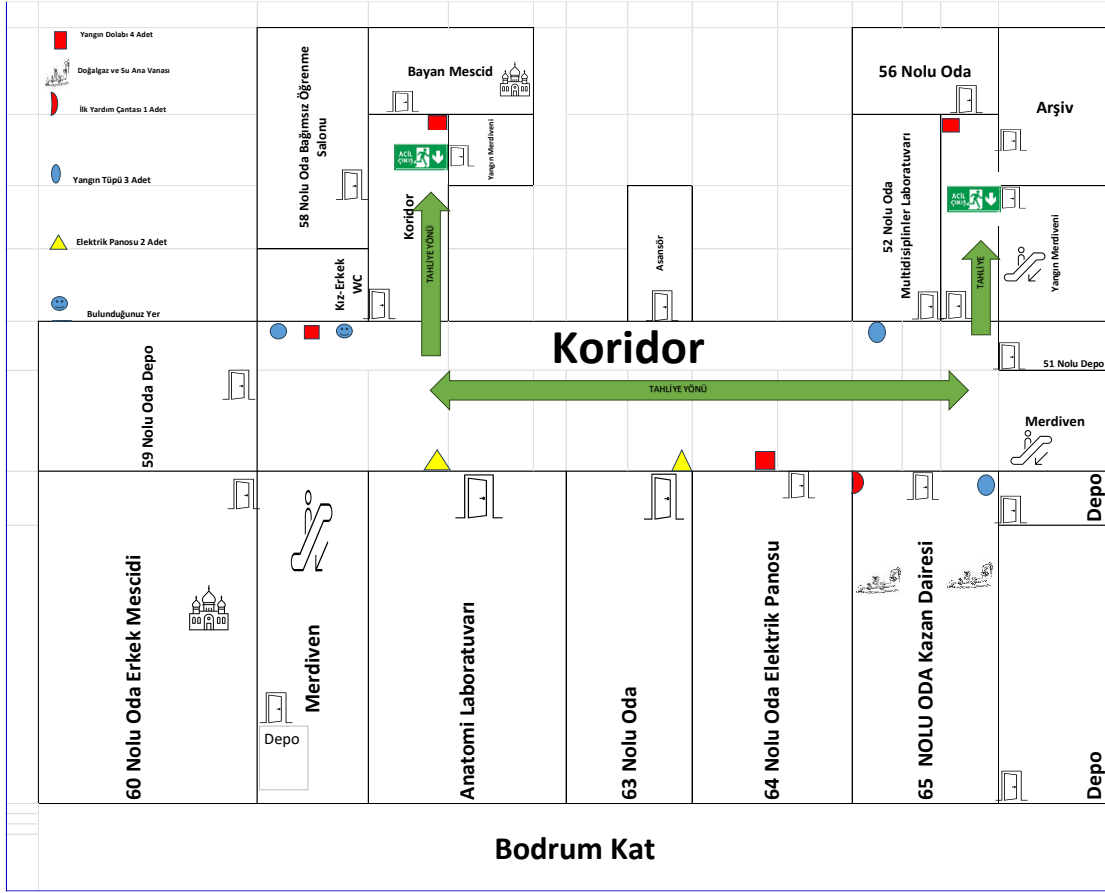 Yangın Dolabı 4 Adet
Doğalgaz ve Su Ana Vanası
İlk Yardım Çantası 1 Adet
Yangın Tüpü 3 Adet
Elektrik Panosu 2 Adet
Bulunduğunuz Yer
58 Nolu Oda Bağımsız Öğrenme
Salonu
Bayan Mescid
ACİL
ÇIKIŞ
Yangın Merdiveni
Koridor
TAHLİYE YÖNÜ
Kız-Erkek
WC
Asansör
56 Nolu Oda
Arşiv
52 Nolu Oda
Multidisiplinler Laboratuvarı
ACİL
ÇIKIŞ
TAHLİYE
Yangın Merdiveni
59 Nolu Oda Depo
Koridor
TAHLİYE YÖNÜ
51 Nolu Depo
Merdiven
60 Nolu Oda Erkek Mescidi
Merdiven
Depo
Anatomi Laboratuvarı
63 Nolu Oda
64 Nolu Oda Elektrik Panosu
65 NOLU ODA Kazan Dairesi
Depo
Depo
Bodrum Kat